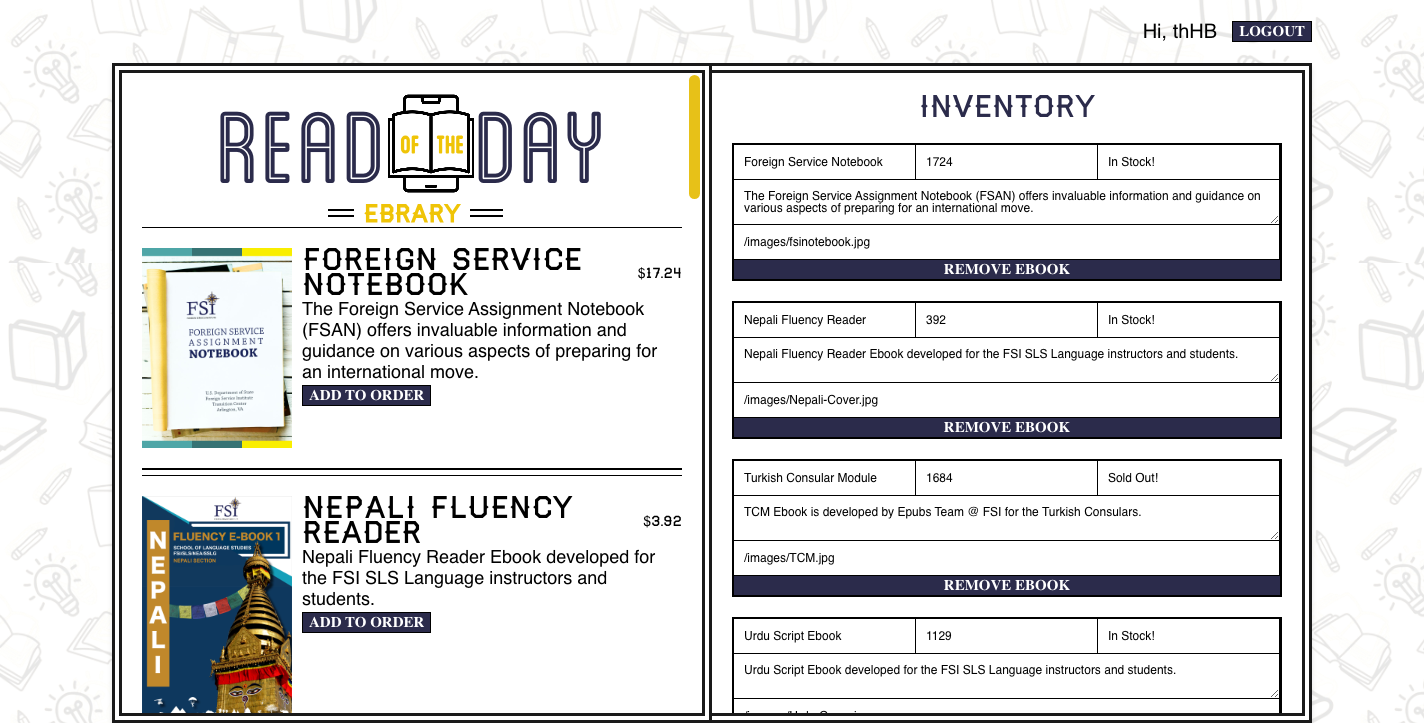 Hi, thHB LOGOUT
READ OF THE DAY
EBRARY
FSI
FOREIGN SERVICE
ASSIGNMENT
NOTEBOOK
U.S. Department of State
Foreign Service Institute
Transition Center
Arlington, VA
FOREIGN SERVICE
NOTEBOOK
$17.24
The Foreign Service Assignment Notebook
(FSAN) offers invaluable information and
guidance on various aspects of preparing for
an international move.
ADD TO ORDER
FSI
NEPALI
FLUENCY E-BOOK 1
SCHOOL OF LANGUAGE STUDIES
NEPALI SECTION
NEPALI FLUENCY
READER
$3.92
Nepali Fluency Reader Ebook developed for
the FSI SLS Language instructors and
students.
ADD TO ORDER
INVENTORY
Foreign Service Notebook 1724 In Stock!
The Foreign Service Assignment Notebook (FSAN) offers invaluable information and guidance on
various aspects of preparing for an international move.
/images/fsinotebook.jpg
REMOVE EBOOK
Nepali Fluency Reader 392 In Stock!
Nepali Fluency Reader Ebook developed for the FSI SLS Language instructors and students.
/images/Nepali-Cover.jpg
REMOVE EBOOK
Turkish Consular Module 1684 Sold Out!
TCM Ebook is developed by Epubs Team @ FSI for the Turkish Consulars.
/images/TCM.jpg
REMOVE EBOOK
Urdu Script Ebook 1129 In Stock!
Urdu Script Ebook developed for the FSI SLS Language instructors and students.